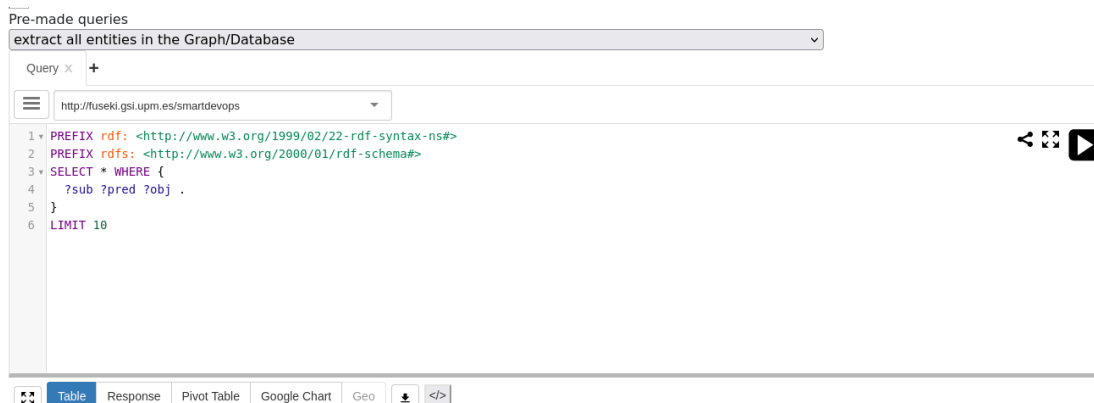 Pre-made queries
extract all entities in the Graph/Database
Query x +
http://fuseki.gsi.upm.es/smartdevops
1 PREFIX rdf: <http://www.w3.org/1999/02/22-rdf-syntax-ns#>
2 PREFIX rdfs: <http://www.w3.org/2000/01/rdf-schema#>
3 SELECT * WHERE {
4 ?sub ?pred ?obj .
5 }
6 LIMIT 10
Table Response Pivot Table Google Chart Geo </>